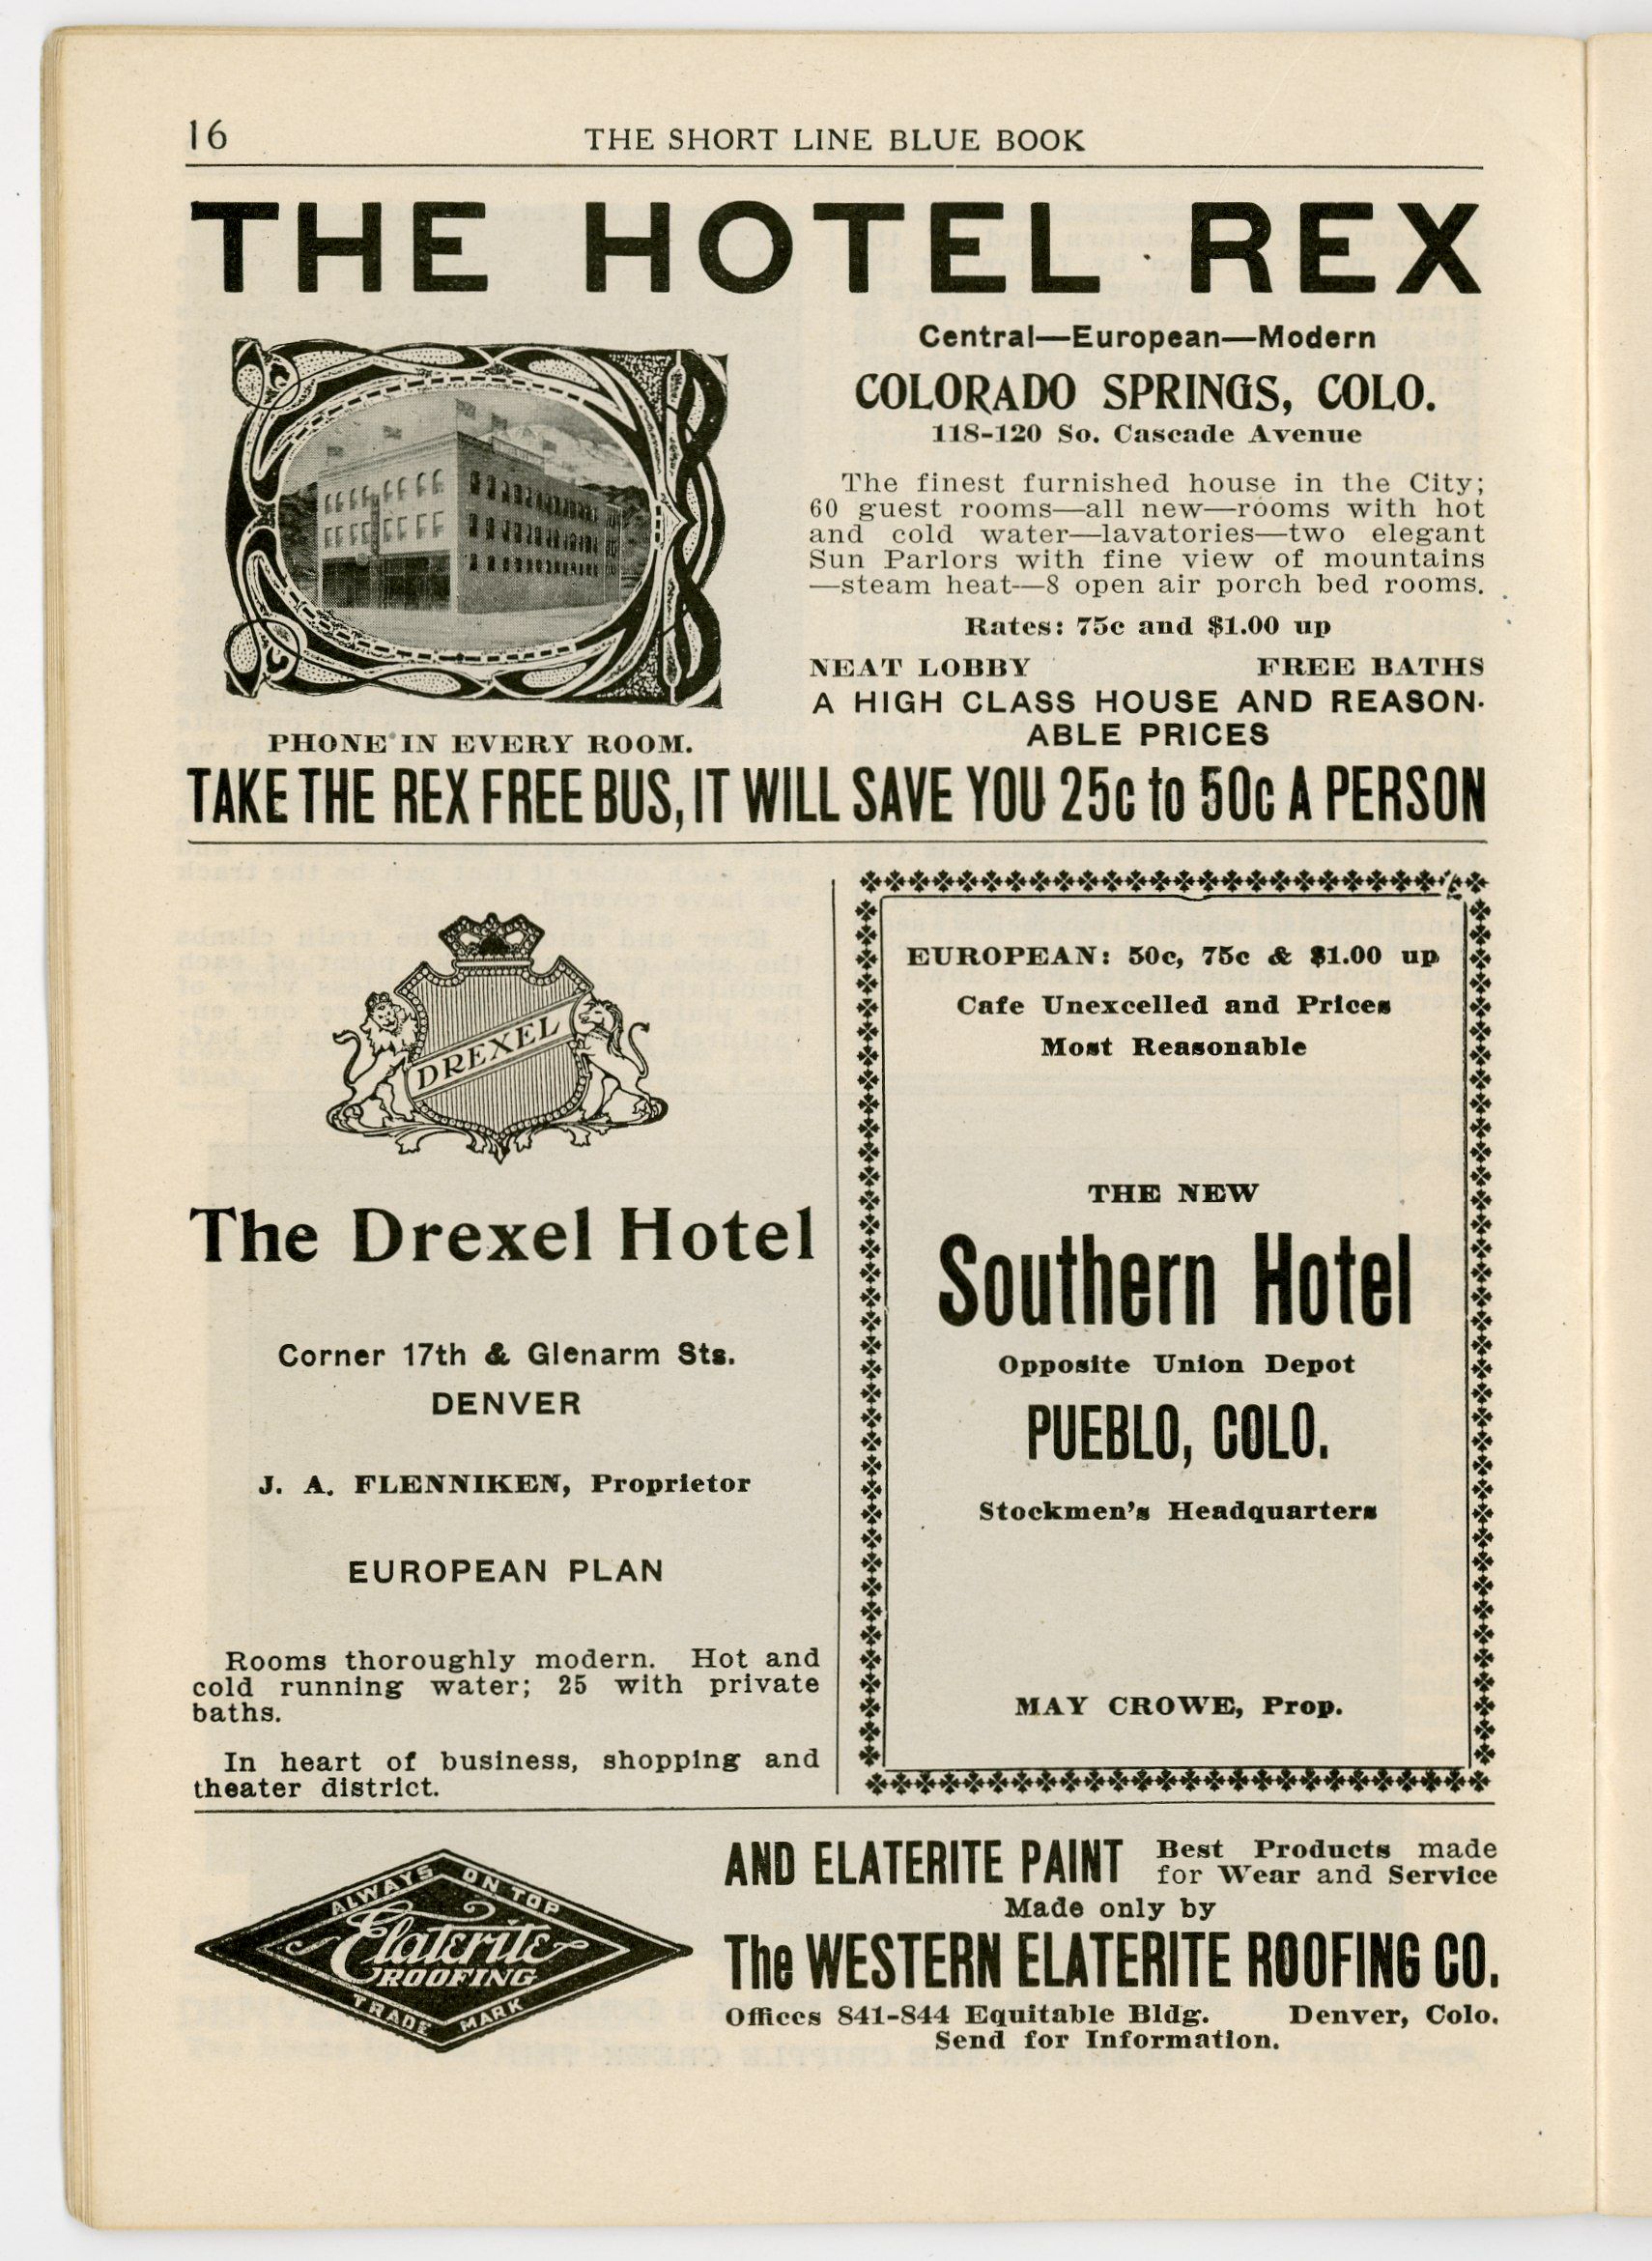 16
THE SHORT LINE BLUE BOOK
THE HOTEL REX
Central—European—Modern
COLORADO SPRINGS, COLO.
118-120 So. Cascade Avenue
The finest furnished house in the City;
60 guest rooms—all new—rooms with hot
and cold water—lavatories—two elegant
Sun Parlors with fine view of mountains
—steam heat—8 open air porch bed rooms.
Rates: 75c and $1.00 up
NEAT LOBBY FREE BATHS
A HIGH CLASS HOUSE AND REASON-
ABLE PRICES
PHONE IN EVERY ROOM.
TAKE THE REX FREE BUS, IT WILL SAVE YOU 25c to 50c A PERSON
DREXEL
The Drexel Hotel
Corner 17th & Glenarm Sts.
DENVER
J. A. FLENNIKEN, Proprietor
EUROPEAN PLAN
Rooms thoroughly modern. Hot and
cold running water; 25 with private
baths.
In heart of business, shopping and
theater district.
EUROPEAN: 50c, 75c & $1.00 up
Cafe Unexcelled and Prices
Most Reasonable
THE NEW
Southern Hotel
Opposite Union Depot
PUEBLO, COLO.
Stockmen's Headquarters
MAY CROWE, Prop.
ALWAYS ON TOP
Elaterite
ROOFING
TRADE MARK
AND ELATERITE PAINT
Best Products made
for Wear and Service
Made only by
The WESTERN ELATERITE ROOFING CO.
Offices 841-844 Equitable Bldg. Denver, Colo.
Send for Information.